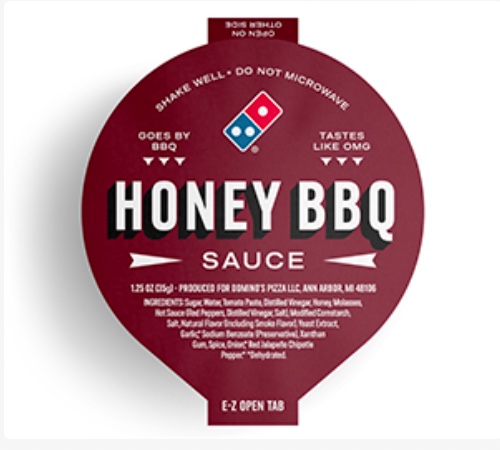 OPEN ON
OTHER SIDE
SHAKE WELL • DO NOT MICROWAVE
GOES BY
BBQ
TASTES
LIKE OMG
®
HONEY BBQ
SAUCE
1.25 OZ (35g) • PRODUCED FOR DOMINO'S PIZZA LLC, ANN ARBOR, MI 48106
INGREDIENTS: Sugar, Water, Tomato Paste, Distilled Vinegar, Honey, Molasses,
Hot Sauce (Red Peppers, Distilled Vinegar, Salt), Modified Cornstarch,
Salt, Natural Flavor (including Smoke Flavor), Yeast Extract,
Garlic,* Sodium Benzoate (Preservative), Xanthan
Gum, Spice, Onion,* Red Jalapeño Chipotle
Pepper.* *Dehydrated.
E-Z OPEN TAB